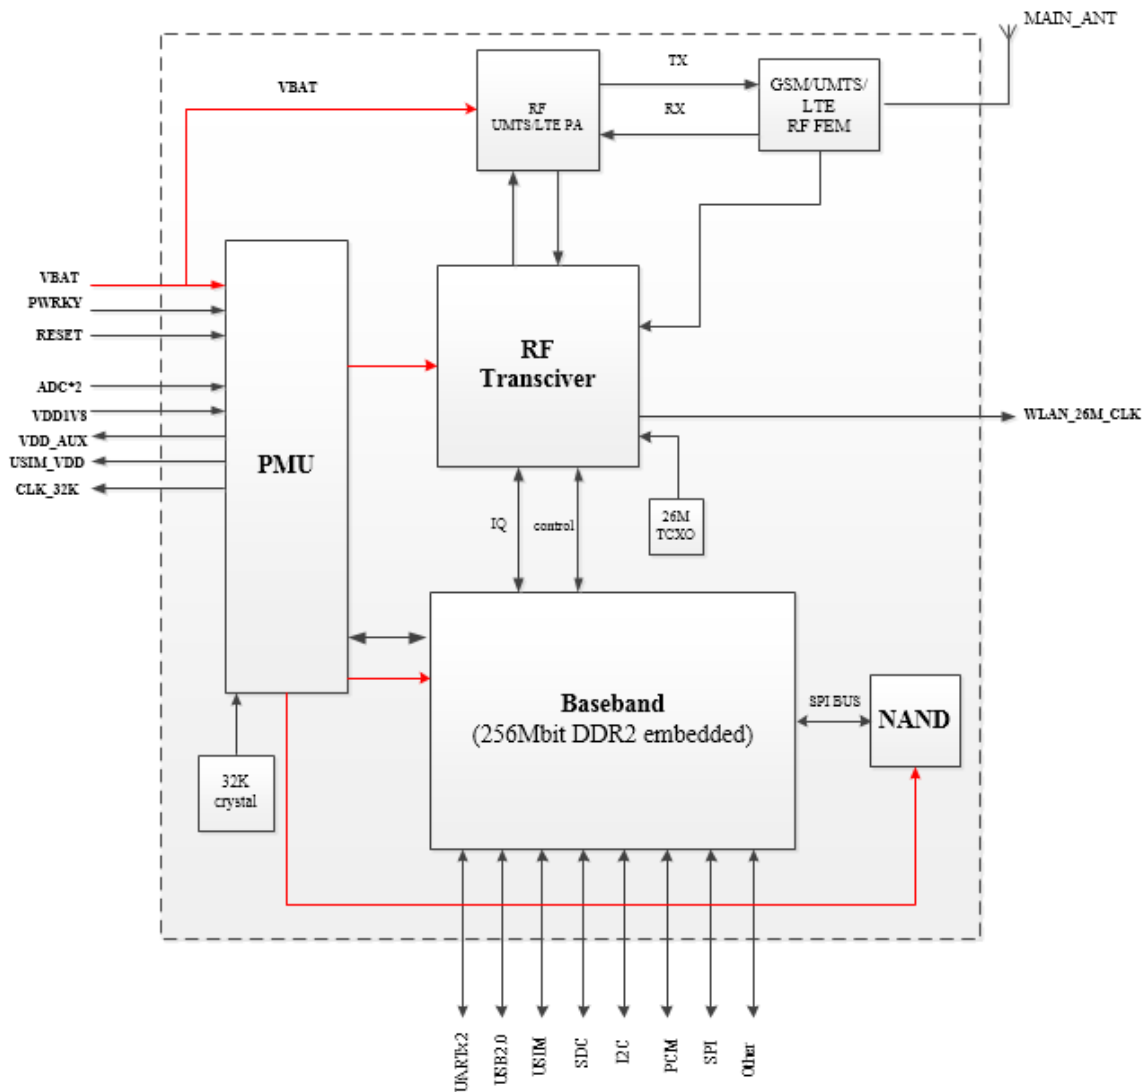 MAIN_ANT
VBAT
RF
UMTS/LTE PA
TX
RX
GSM/UMTS/
LTE
RF FEM
VBAT
PWRKY
RESET
ADC*2
VDD1V8
VDD_AUX
USIM_VDD
CLK_32K
PMU
RF
Transciver
WLAN_26M_CLK
26M
TCXO
IQ
control
Baseband
(256Mbit DDR2 embedded)
SPI BUS
NAND
32K
crystal
UARTx2
USB2.0
USIM
SDC
I2C
PCM
SPI
Other